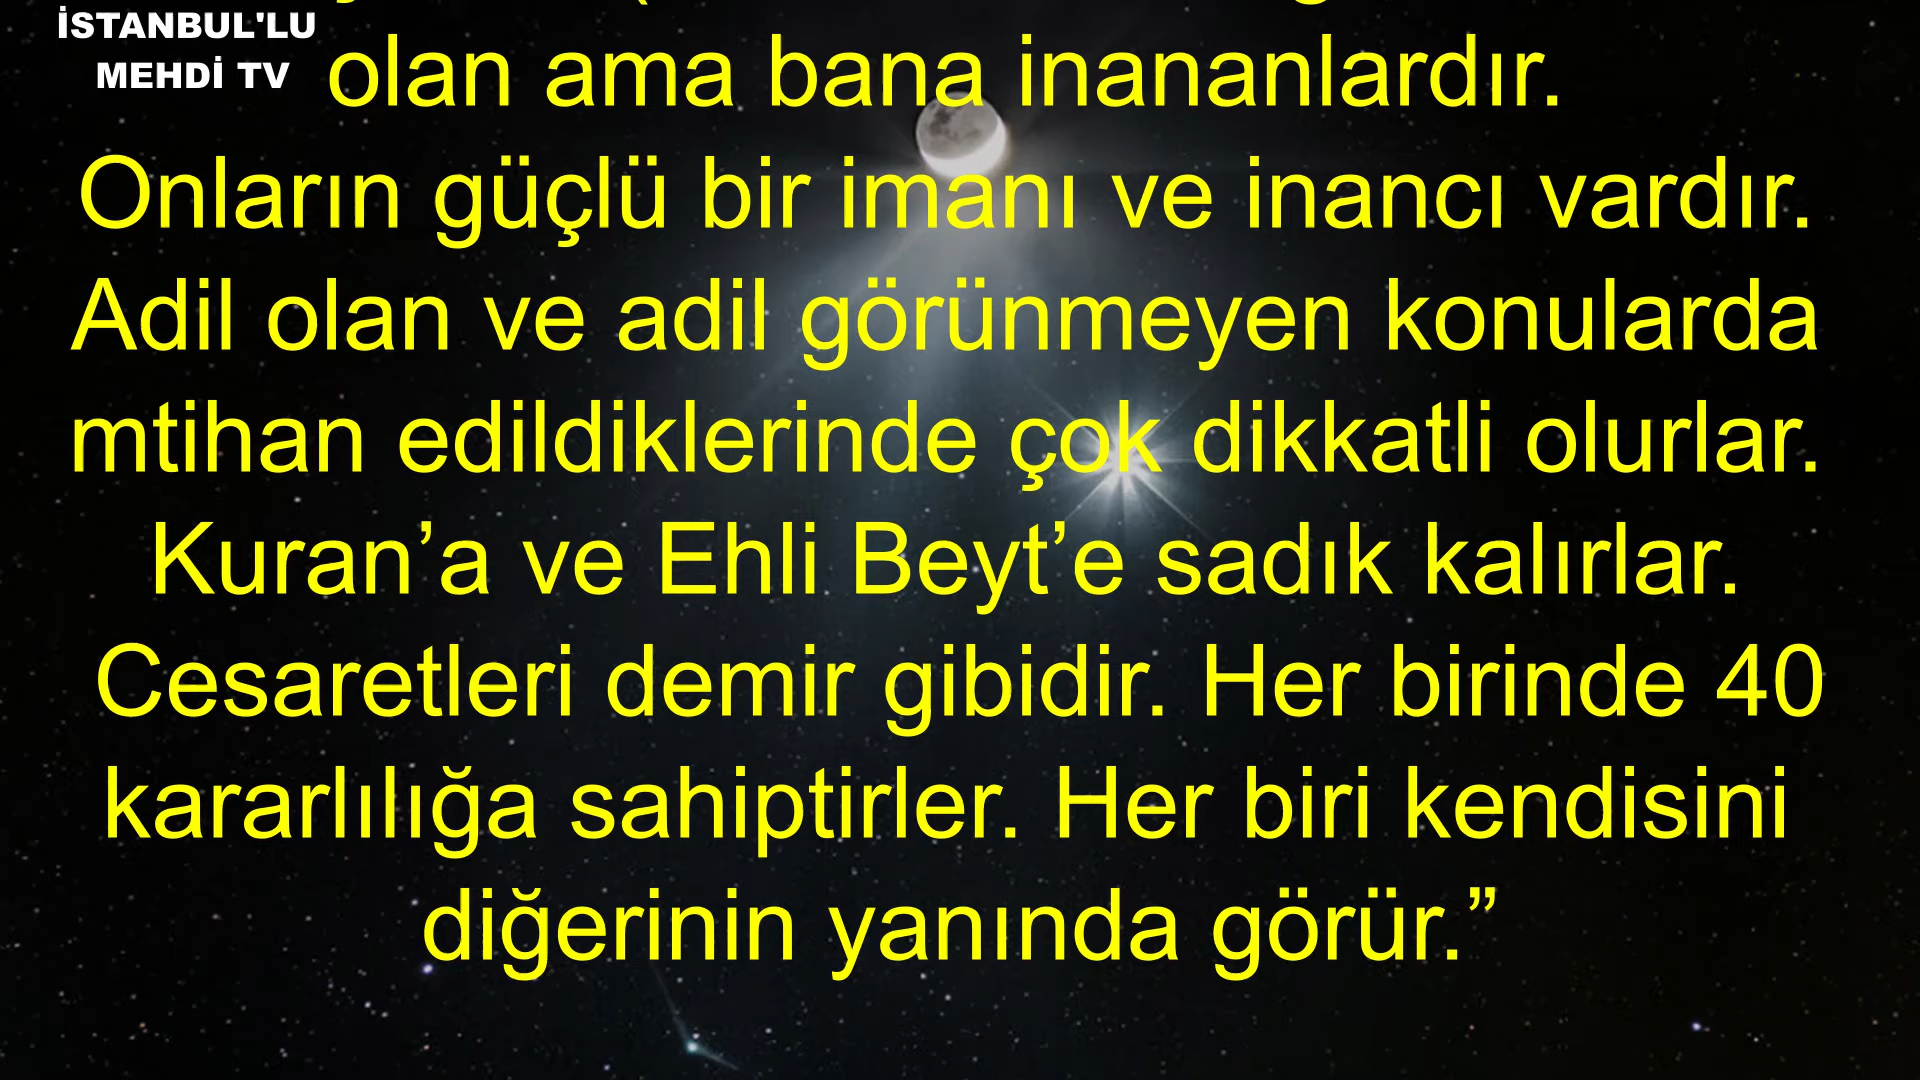 İSTANBUL'LU
MEHDİ TV
olan ama bana inananlardır.
Onların güçlü bir imanı ve inancı vardır.
Adil olan ve adil görünmeyen konularda
mtihan edildiklerinde çok dikkatli olurlar.
Kuran’a ve Ehli Beyt’e sadık kalırlar.
Cesaretleri demir gibidir. Her birinde 40
kararlılığa sahiptirler. Her biri kendisini
diğerinin yanında görür.”